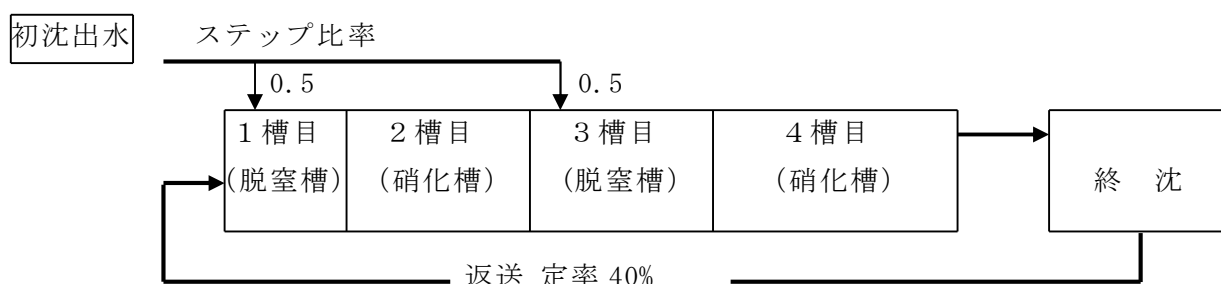 初沈出水
ステップ比率
0.5
0.5
1槽目
(脱窒槽)
2槽目
(硝化槽)
3槽目
(脱窒槽)
4槽目
(硝化槽)
終 沈
返送 定率 40%